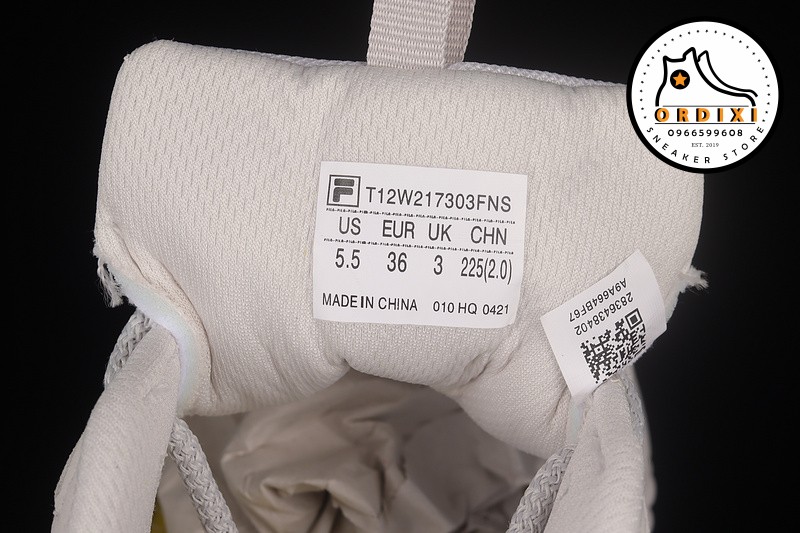 ORDIXI
0966599608
EST. 2019
SNEAKER STORE
F T12W217303FNS
US EUR UK CHN
5.5 36 3 225(2.0)
MADE IN CHINA 010 HQ 0421
2836438402
A9A664BF67